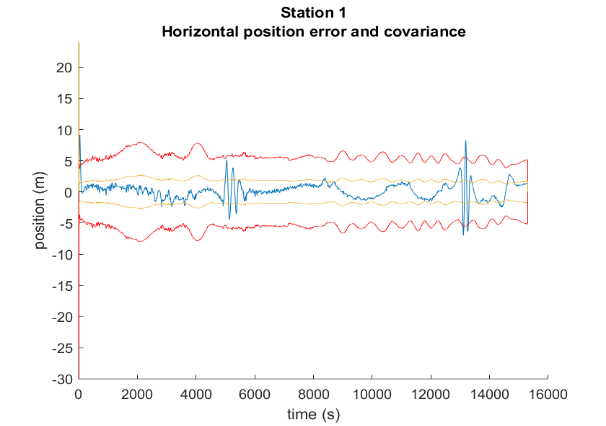 Station 1
Horizontal position error and covariance
20
15
10
5
0
-5
-10
-15
-20
-25
-30
position (m)
0 2000 4000 6000 8000 10000 12000 14000 16000
time (s)